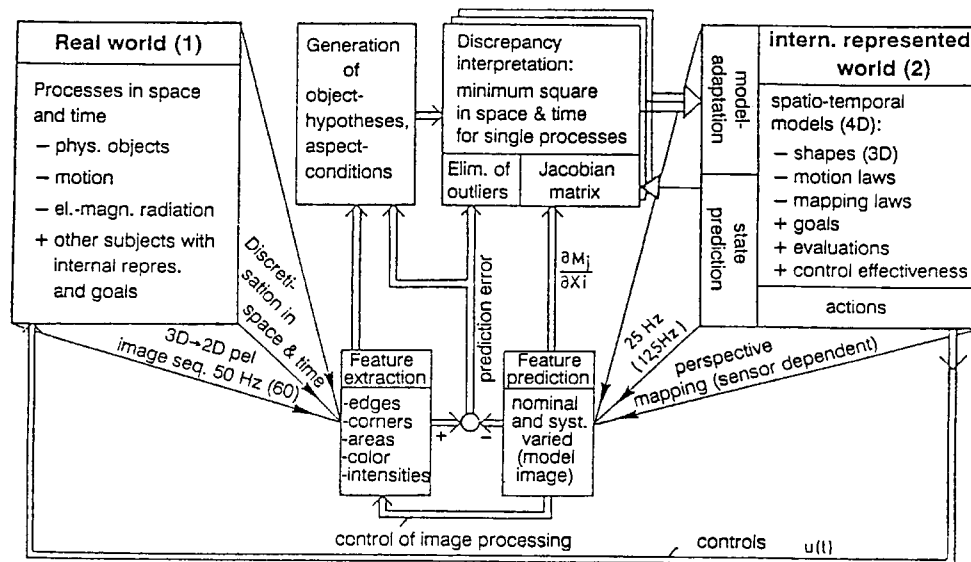 Real world (1)
Processes in space
and time
– phys. objects
– motion
– el.-magn. radiation
+ other subjects with
internal repres.
and goals
Generation
of
object-
hypotheses,
aspect-
conditions
Discrepancy
interpretation:
minimum square
in space & time
for single processes
Elim. of
outliers
Jacobian
matrix
model-
adaptation
state
prediction
intern. represented
world (2)
spatio-temporal
models (4D):
– shapes (3D)
– motion laws
– mapping laws
+ goals
+ evaluations
+ control effectiveness
actions
Discreti-
sation in
space & time
3D→2D pel
image seq. 50 Hz (60)
prediction error
∂Mj
∂Xi
25 Hz
(125Hz)
perspective
mapping (sensor dependent)
Feature
extraction
-edges
-corners
-areas
-color
-intensities
+
–
Feature
prediction
nominal
and syst.
varied
(model
image)
control of image processing
controls u(t)